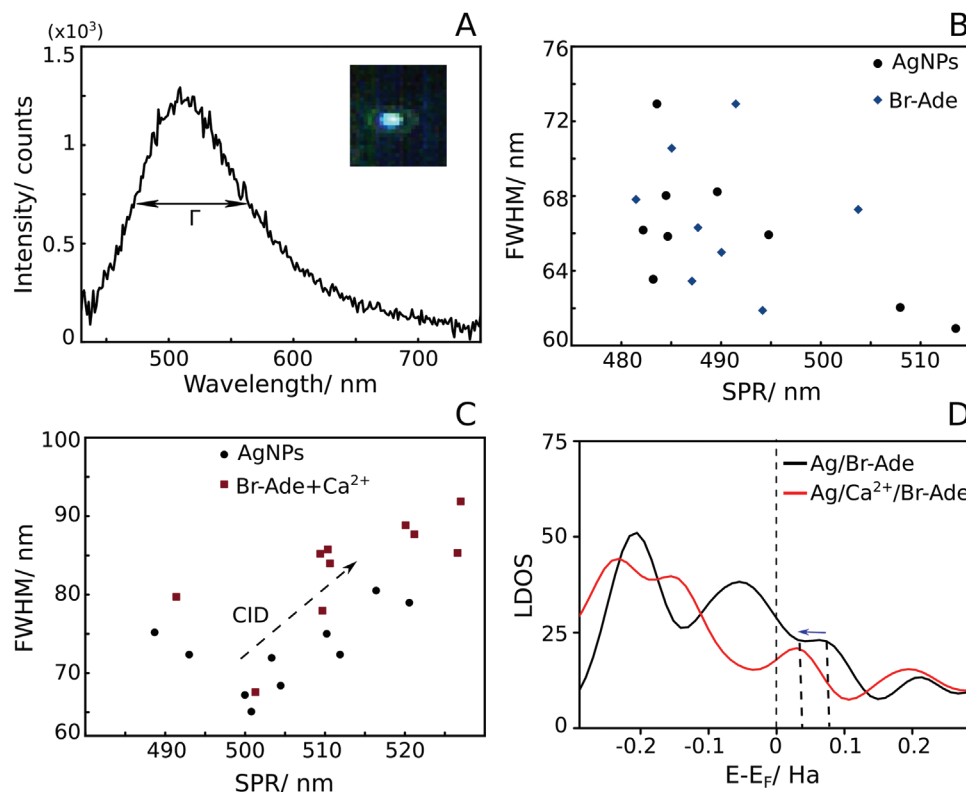 A
(x10³)
1.5
1
0.5
0
Intensity/ counts
Γ
500
600
700
Wavelength/ nm
B
76
72
68
64
60
FWHM/ nm
AgNPs
Br-Ade
480
490
500
510
SPR/ nm
C
100
90
80
70
60
FWHM/ nm
AgNPs
Br-Ade+Ca²⁺
CID
490
500
510
520
SPR/ nm
D
75
50
25
0
LDOS
Ag/Br-Ade
Ag/Ca²⁺/Br-Ade
-0.2
-0.1
0
0.1
0.2
E-E_F/ Ha